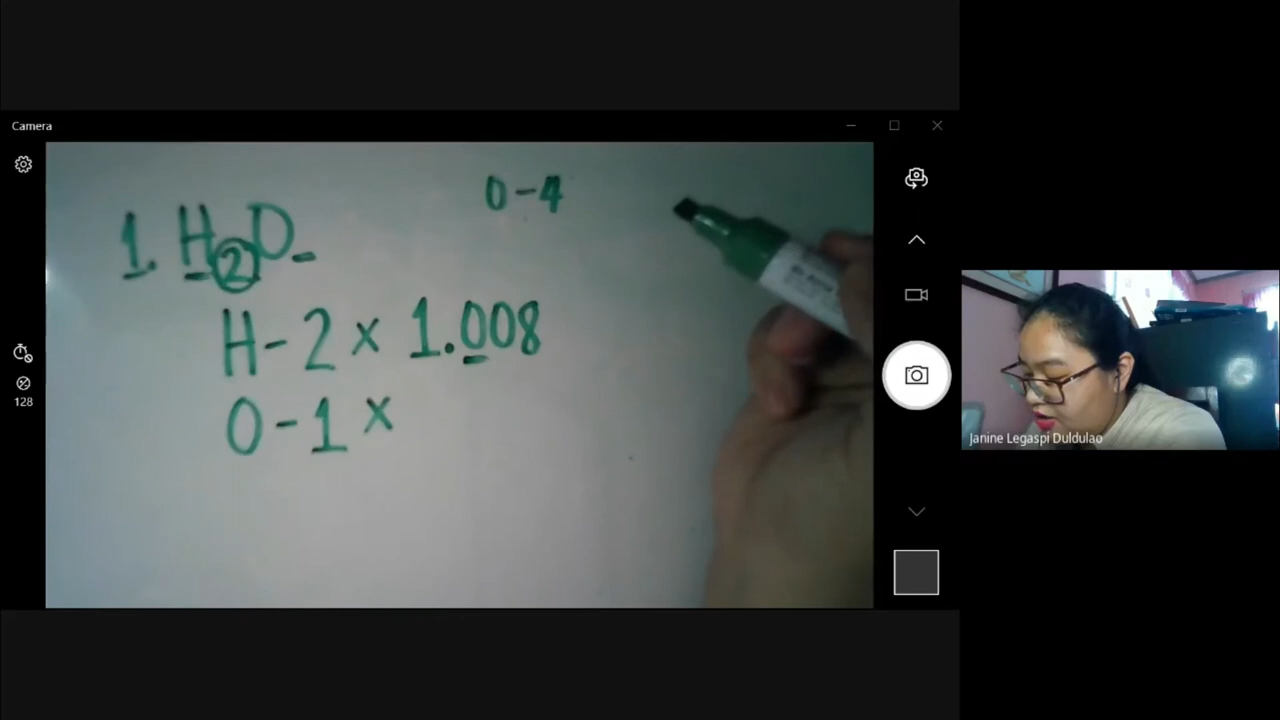 Camera
0-4
1. H2O
H-2 x 1.008
O-1 x
128
Janine Legaspi Duldulao